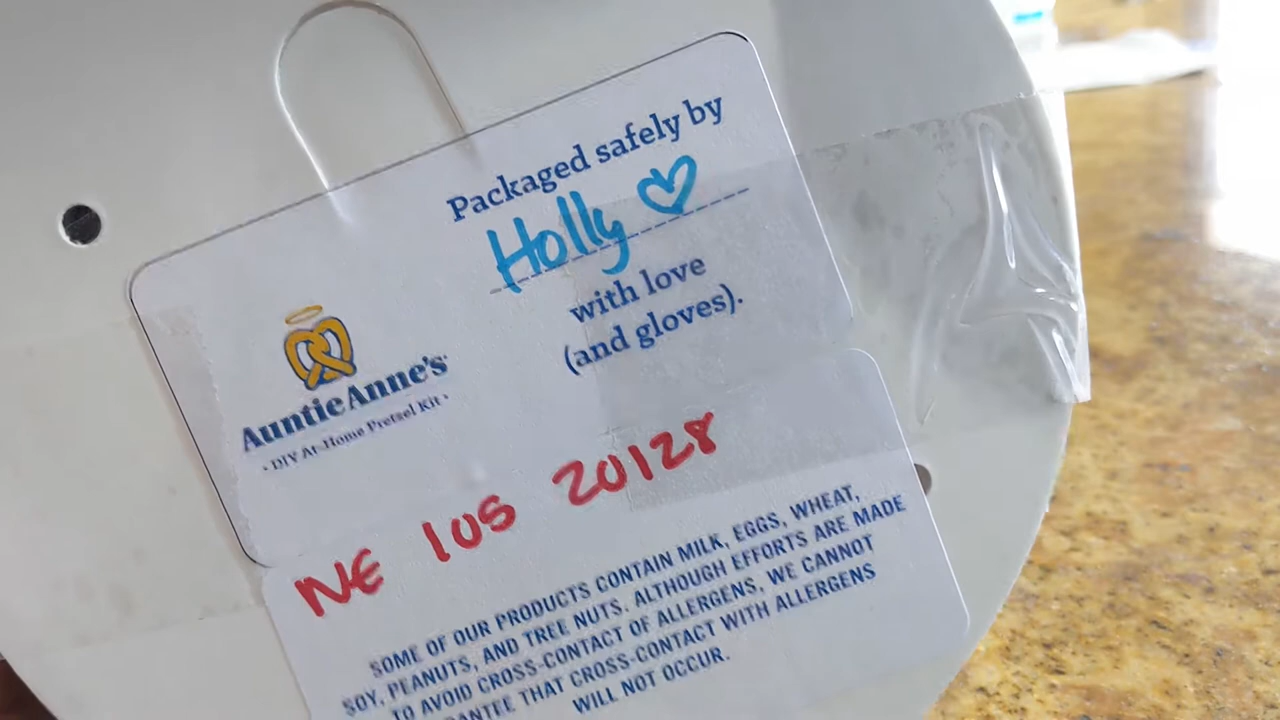 Packaged safely by
Holly ♡
with love
(and gloves).
Auntie Anne's
• DIY At-Home Pretzel Kit •
NE IUS 20128
SOME OF OUR PRODUCTS CONTAIN MILK, EGGS, WHEAT,
SOY, PEANUTS, AND TREE NUTS. ALTHOUGH EFFORTS ARE MADE
TO AVOID CROSS-CONTACT OF ALLERGENS, WE CANNOT
THAT CROSS-CONTACT WITH ALLERGENS
WILL NOT OCCUR.